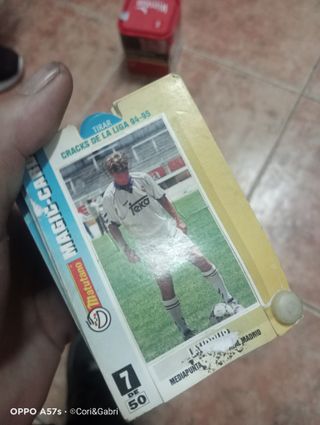 TIRAR
CRACKS DE LA LIGA 94-95
Matutano
MAGIC-CA
Teka
7
DE
50
MEDIAPUNTA
MADRID
OPPO A57s · ©Cori&Gabri